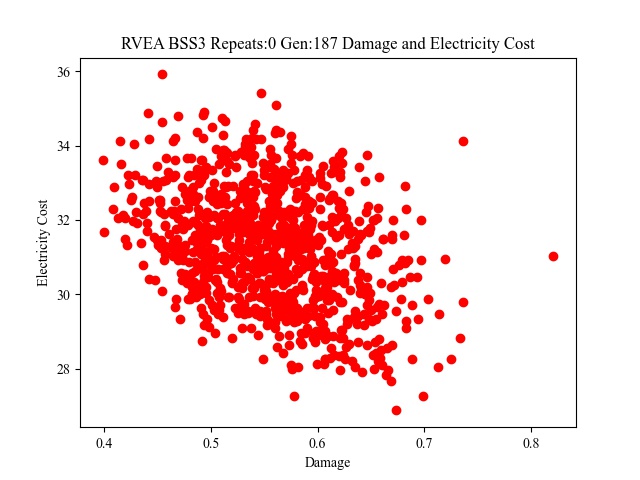 RVEA BSS3 Repeats:0 Gen:187 Damage and Electricity Cost
36
34
32
30
28
Electricity Cost
0.4 0.5 0.6 0.7 0.8
Damage